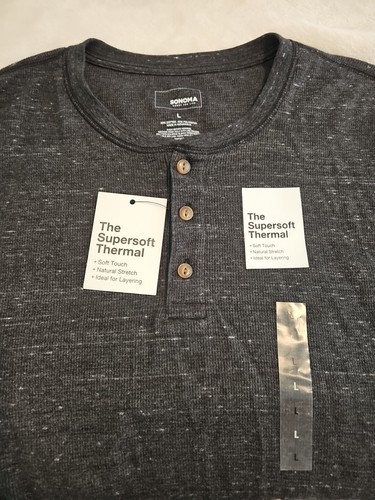 SONOMA
L
The
Supersoft
Thermal
• Soft Touch
• Natural Stretch
• Ideal for Layering
The
Supersoft
Thermal
• Soft Touch
• Natural Stretch
• Ideal for Layering
L
L
L
L
L